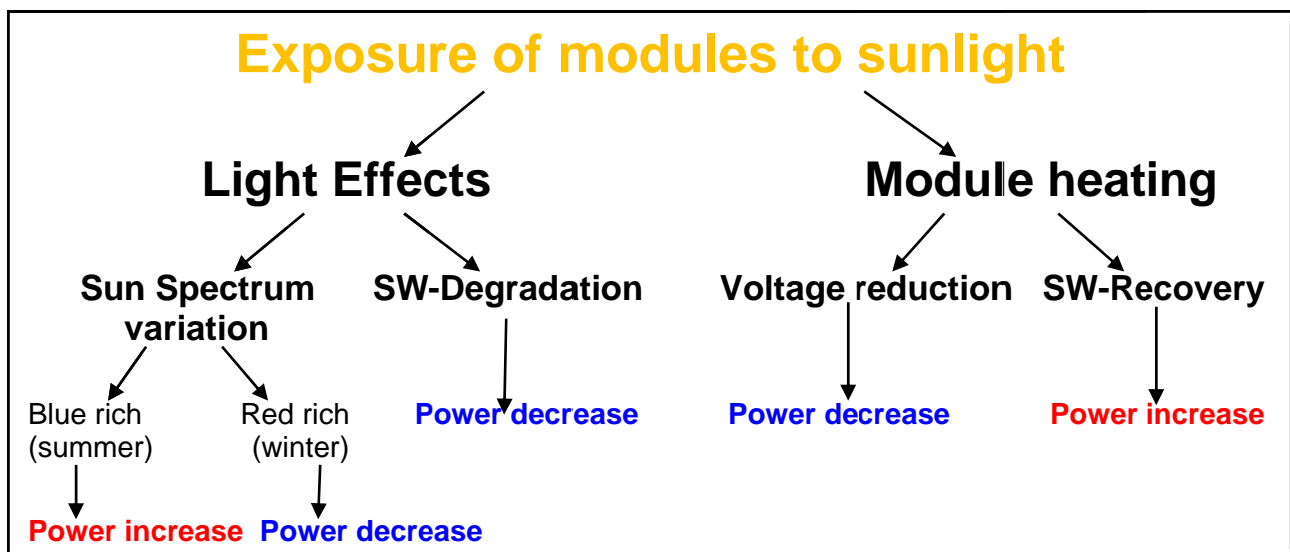 Exposure of modules to sunlight
Light Effects
Module heating
Sun Spectrum
variation
SW-Degradation
Voltage reduction
SW-Recovery
Blue rich
(summer)
Red rich
(winter)
Power decrease
Power decrease
Power increase
Power increase
Power decrease